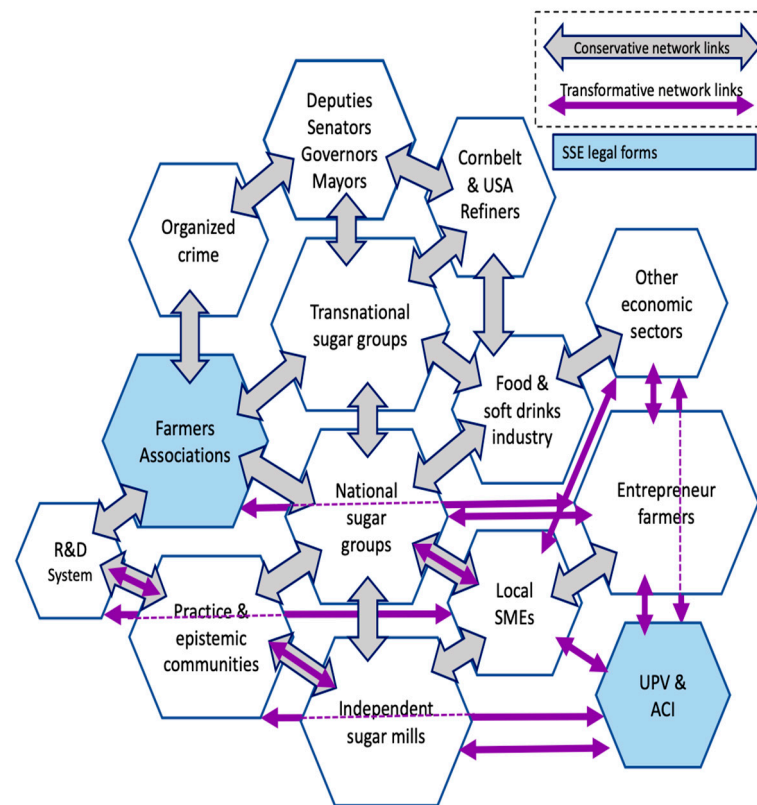 Conservative network links
Transformative network links
SSE legal forms
Deputies
Senators
Governors
Mayors
Cornbelt
& USA
Refiners
Organized
crime
Other
economic
sectors
Transnational
sugar groups
Food &
soft drinks
industry
Farmers
Associations
National
sugar
groups
Entrepreneur
farmers
R&D
System
Practice &
epistemic
communities
Local
SMEs
UPV &
ACI
Independent
sugar mills